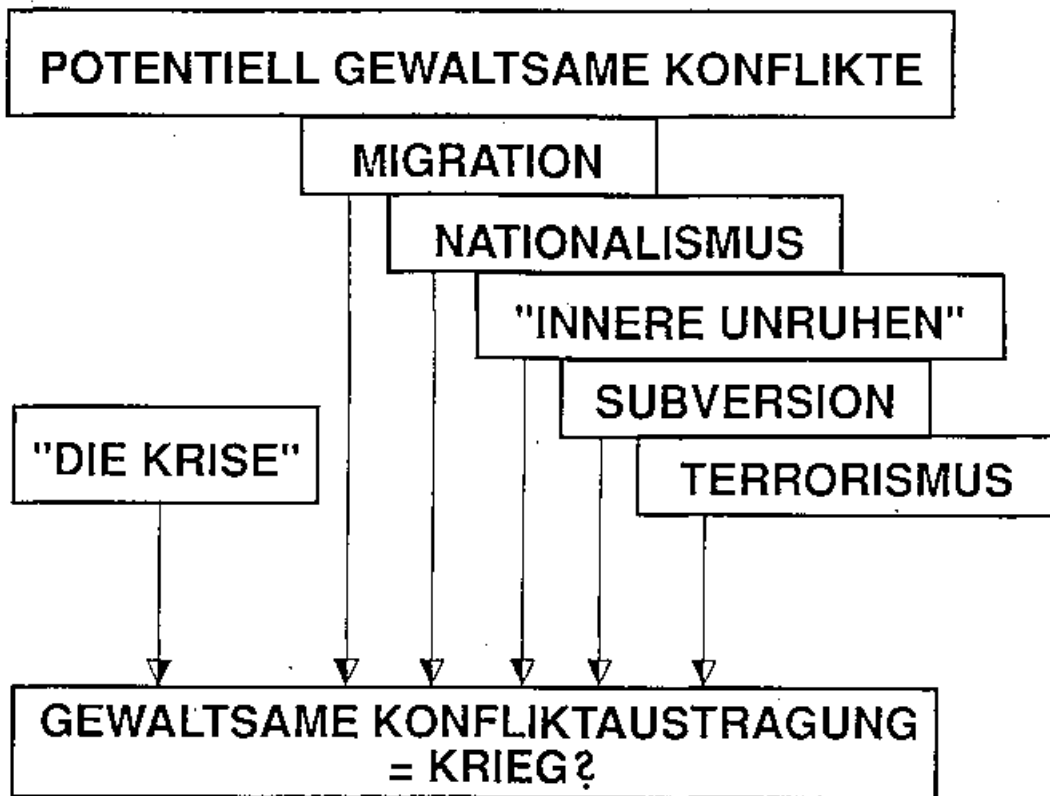 POTENTIELL GEWALTSAME KONFLIKTE
MIGRATION
NATIONALISMUS
"INNERE UNRUHEN"
SUBVERSION
"DIE KRISE"
TERRORISMUS
GEWALTSAME KONFLIKTAUSTRAGUNG
= KRIEG?